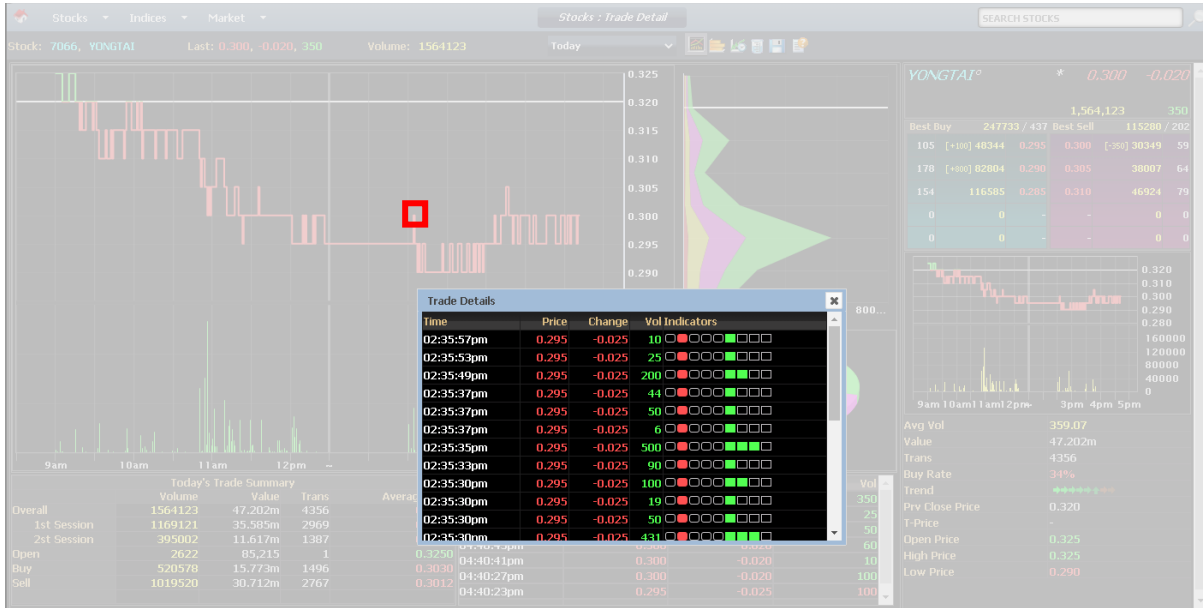 Stocks Indices Market Stocks : Trade Detail SEARCH STOCKS
Stock: 7066, YONGTAI Last: 0.300, -0.020, 350 Volume: 1564123 Today
0.325
0.320
0.315
0.310
0.305
0.300
0.295
0.290
800...
9am 10am 11am 12pm --
YONGTAI° * 0.300 -0.020
1,564,123 350
Best Buy 247733 / 437 Best Sell 115280 / 202
105 [+100] 48344 0.295 0.300 [-350] 30349 59
178 [+800] 82804 0.290 0.305 38007 64
154 116585 0.285 0.310 46924 79
0 0 - - 0 0
0 0 - - 0 0
0.320
0.310
0.300
0.290
0.280
160000
120000
80000
40000
0
9am10am11am12pm- 3pm 4pm 5pm
Avg Vol 359.07
Value 47.202m
Trans 4356
Buy Rate 34%
Trend
Prv Close Price 0.320
T-Price -
Open Price 0.325
High Price 0.325
Low Price 0.290
Trade Details
Time Price Change Vol Indicators
02:35:57pm 0.295 -0.025 10
02:35:53pm 0.295 -0.025 25
02:35:49pm 0.295 -0.025 200
02:35:37pm 0.295 -0.025 44
02:35:37pm 0.295 -0.025 50
02:35:37pm 0.295 -0.025 6
02:35:35pm 0.295 -0.025 500
02:35:33pm 0.295 -0.025 90
02:35:30pm 0.295 -0.025 100
02:35:30pm 0.295 -0.025 19
02:35:30pm 0.295 -0.025 50
02:35:30pm 0.295 -0.025 431
Today's Trade Summary
Volume Value Trans
Overall 1564123 47.202m 4356
1st Session 1169121 35.585m 2969
2st Session 395002 11.617m 1387
Open 2622 85,215 1 0.3250
Buy 520578 15.773m 1496 0.3030
Sell 1019520 30.712m 2767 0.3012
Vol
350
25
50
60
04:40:41pm 0.300 -0.020 10
04:40:27pm 0.300 -0.020 100
04:40:23pm 0.295 -0.025 100